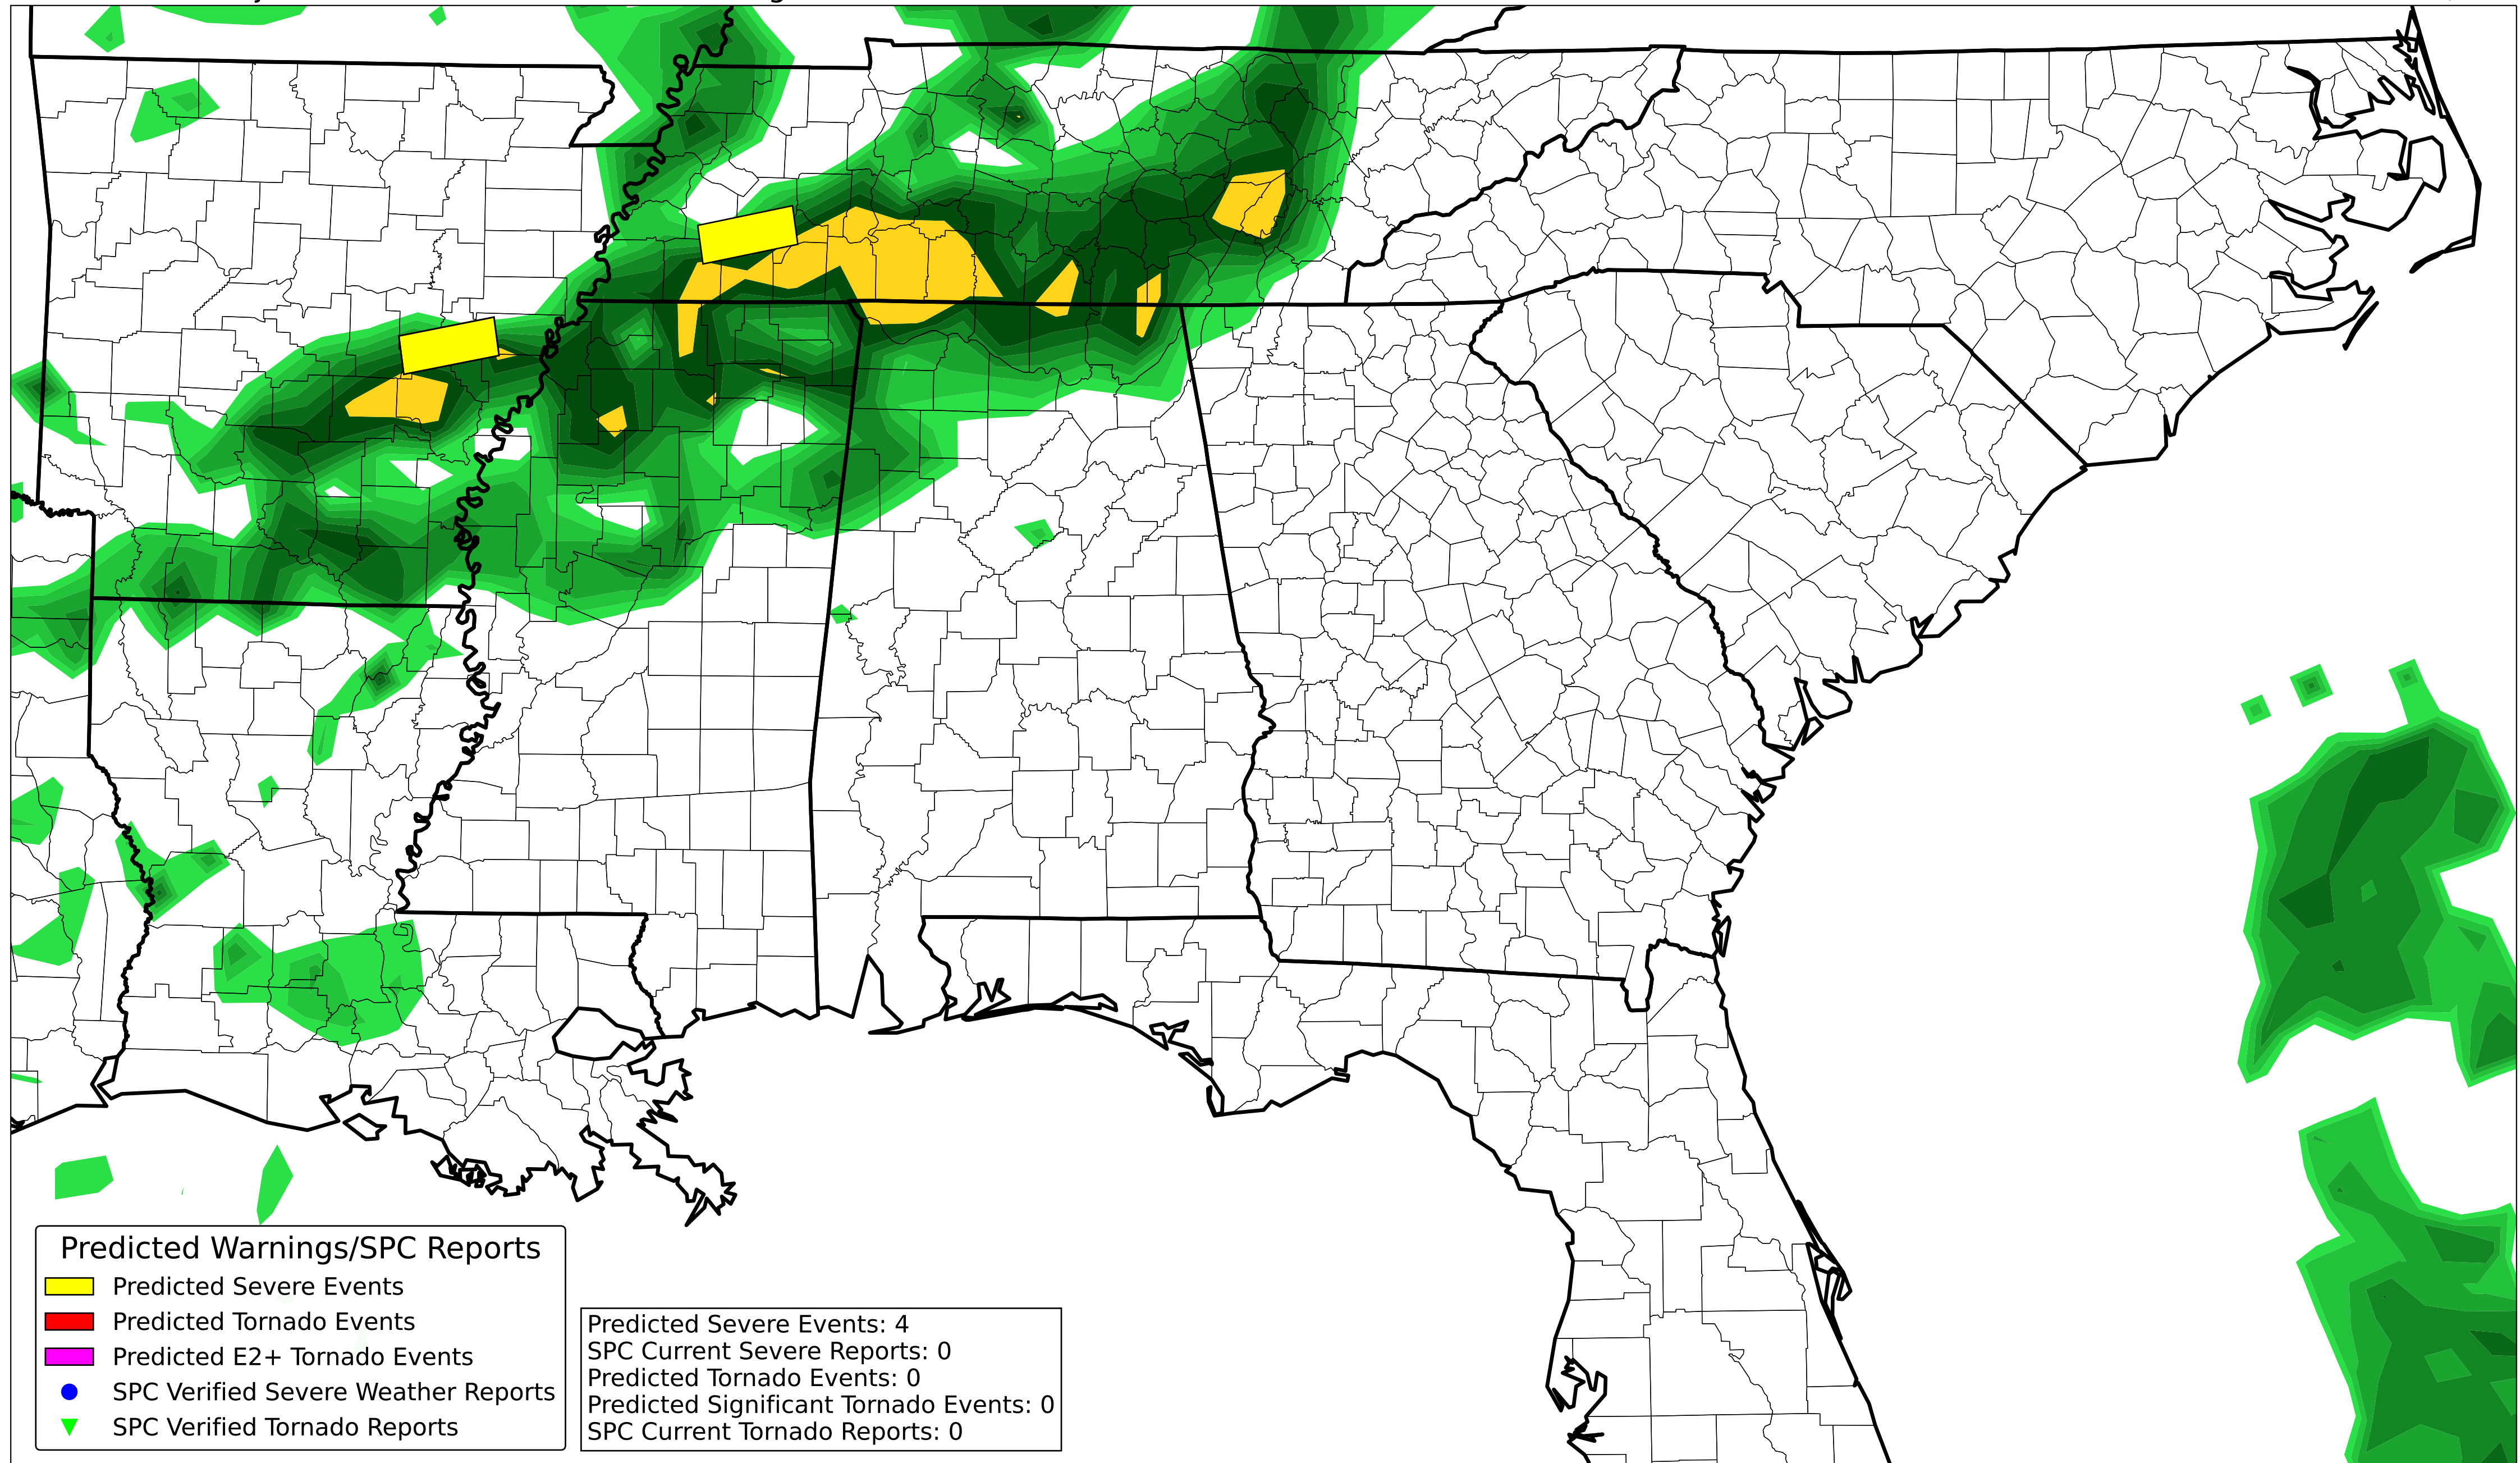 Predicted Warnings/SPC Reports
Predicted Severe Events
Predicted Tornado Events
Predicted E2+ Tornado Events
SPC Verified Severe Weather Reports
SPC Verified Tornado Reports
Predicted Severe Events: 4
SPC Current Severe Reports: 0
Predicted Tornado Events: 0
Predicted Significant Tornado Events: 0
SPC Current Tornado Reports: 0